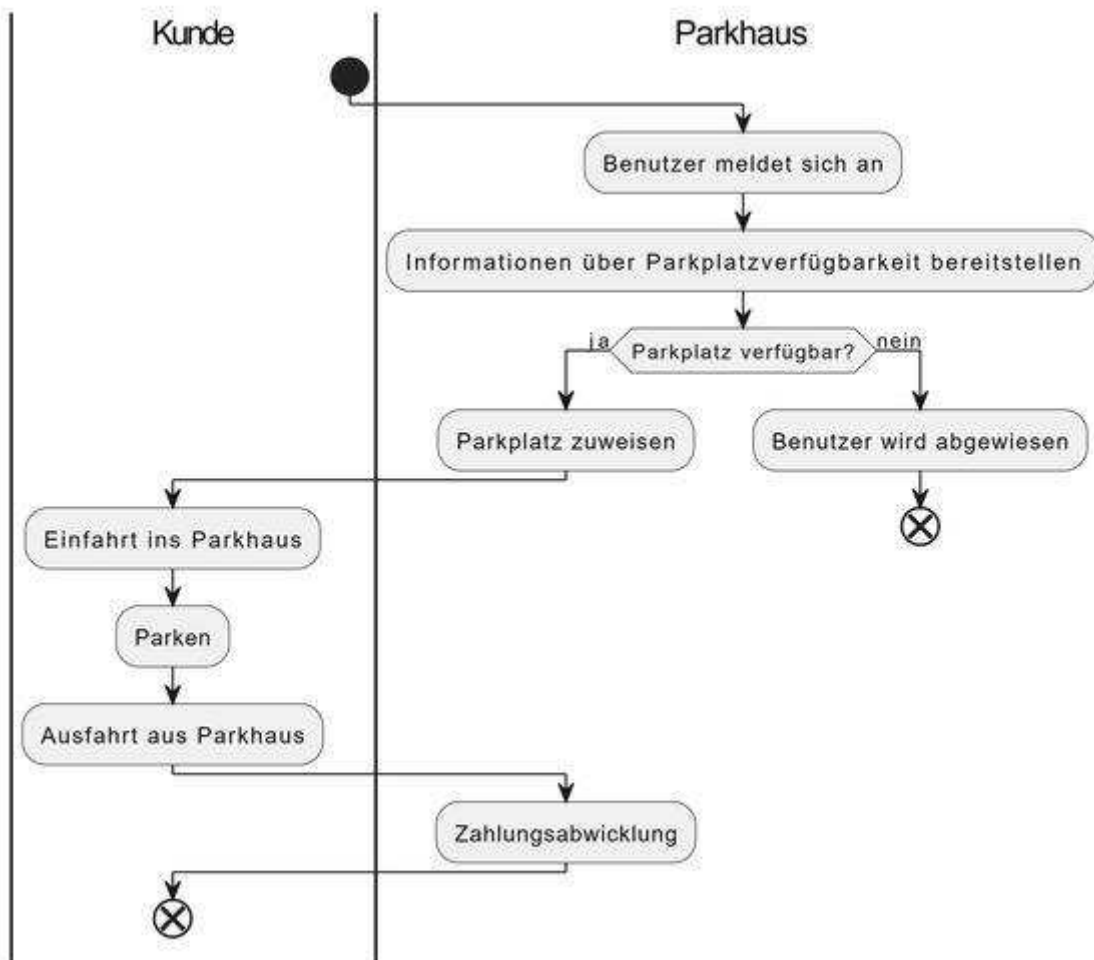 Kunde
Parkhaus
Benutzer meldet sich an
Informationen über Parkplatzverfügbarkeit bereitstellen
ja
Parkplatz verfügbar?
nein
Parkplatz zuweisen
Benutzer wird abgewiesen
Einfahrt ins Parkhaus
Parken
Ausfahrt aus Parkhaus
Zahlungsabwicklung